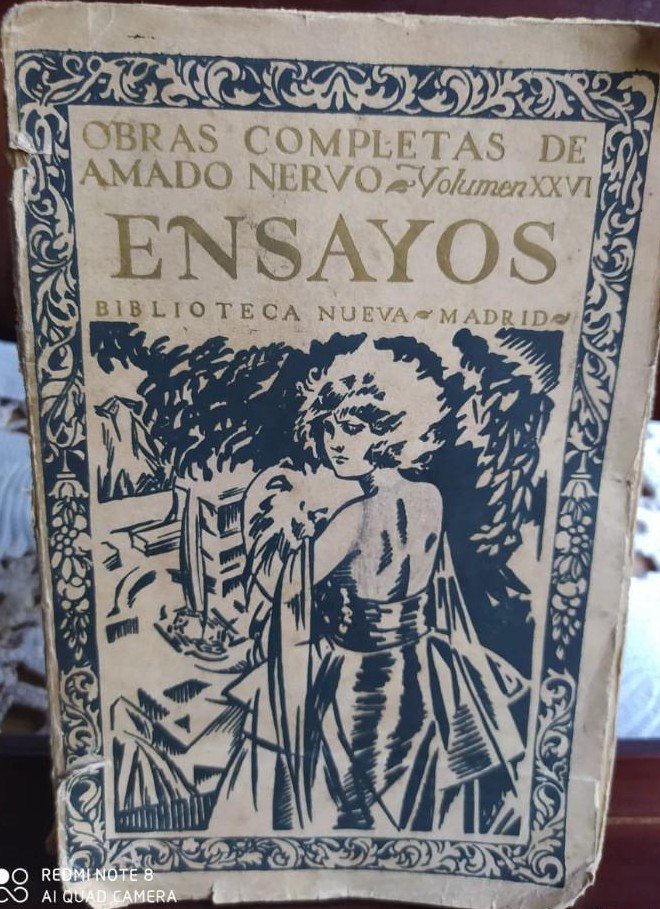 OBRAS COMPLETAS DE
AMADO NERVO ~ Volumen XXVI
ENSAYOS
BIBLIOTECA NUEVA ~ MADRID ~
REDMI NOTE 8
AI QUAD CAMERA